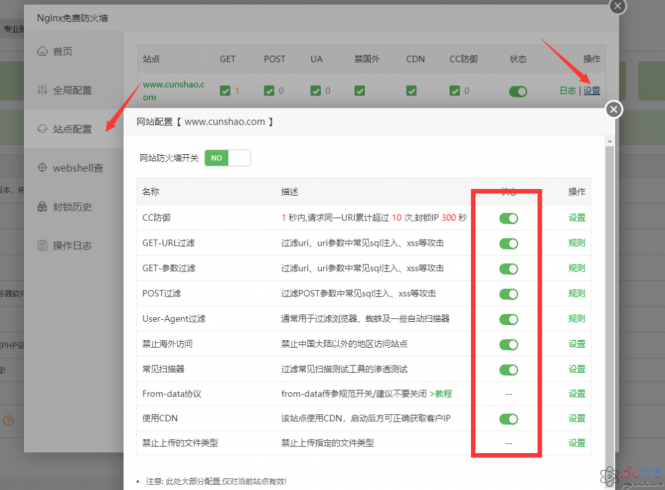 Nginx免费防火墙
首页
全局配置
站点配置
webshell查
封锁历史
操作日志
站点 GET POST UA 禁国外 CDN CC防御 状态 操作
www.cunshao.c
om
1 0 0 0 日志 | 设置
网站配置【 www.cunshao.com 】
网站防火墙开关 NO
名称 描述 状态 操作
CC防御 1 秒内,请求同一URI累计超过 10 次,封锁IP 300 秒 设置
GET-URL过滤 过滤uri、uri参数中常见sql注入、xss等攻击 规则
GET-参数过滤 过滤uri、uri参数中常见sql注入、xss等攻击 规则
POST过滤 过滤POST参数中常见sql注入、xss等攻击 规则
User-Agent过滤 通常用于过滤浏览器、蜘蛛及一些自动扫描器 规则
禁止海外访问 禁止中国大陆以外的地区访问站点 设置
常见扫描器 过滤常见扫描测试工具的渗透测试 设置
From-data协议 from-data传参规范开关/建议不要关闭 >教程 -- 设置
使用CDN 该站点使用CDN，启动后方可正确获取客户IP 设置
禁止上传的文件类型 禁止上传指定的文件类型 -- 设置
注意: 此处大部分配置,仅对当前站点有效!